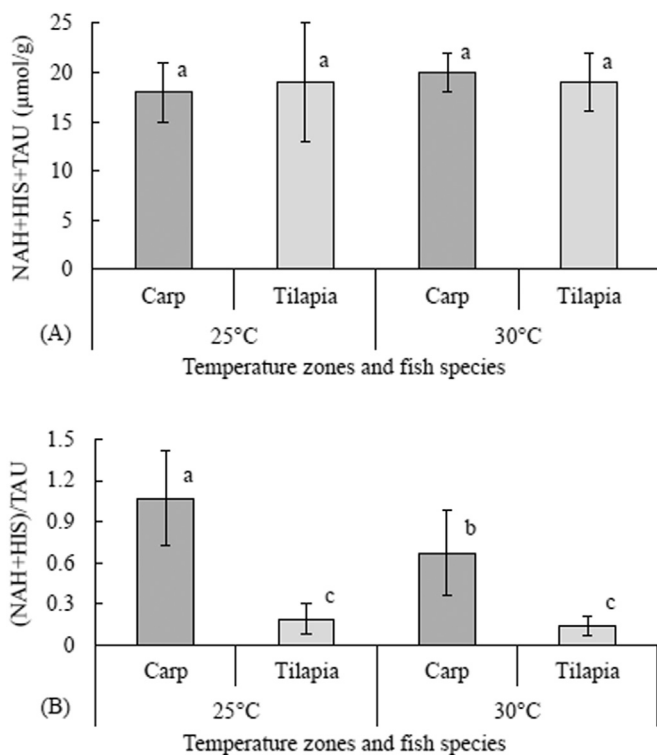 NAH+HIS+TAU (µmol/g)
25
20
15
10
5
0
a
a
a
a
Carp
Tilapia
Carp
Tilapia
25°C
30°C
(A)
Temperature zones and fish species
(NAH+HIS)/TAU
1.5
1.2
0.9
0.6
0.3
0
a
c
b
c
Carp
Tilapia
Carp
Tilapia
25°C
30°C
(B)
Temperature zones and fish species